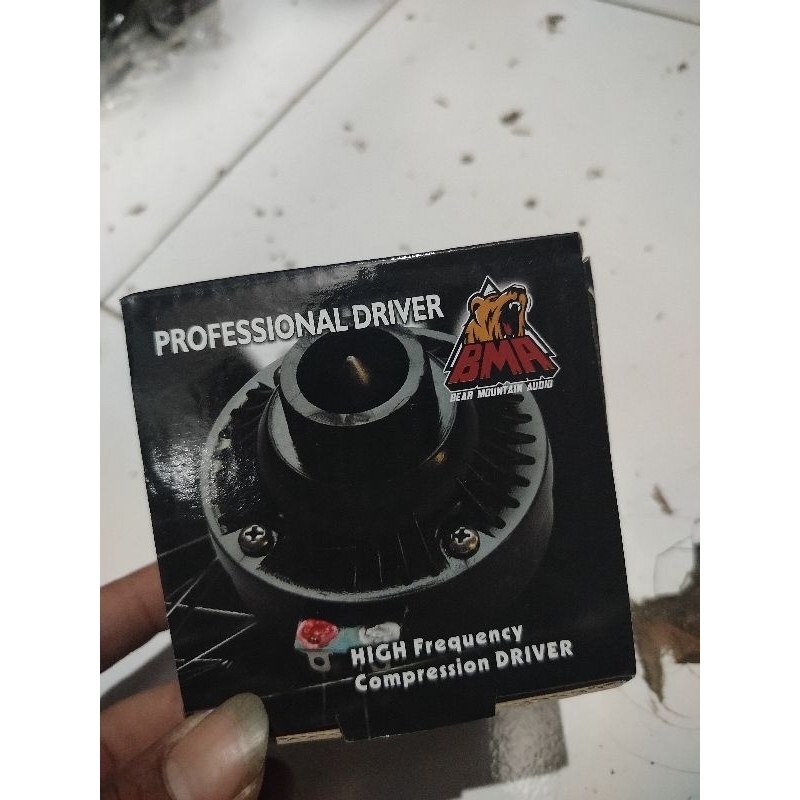 PROFESSIONAL DRIVER
BMA
BEAR MOUNTAIN AUDIO
HIGH Frequency
Compression DRIVER